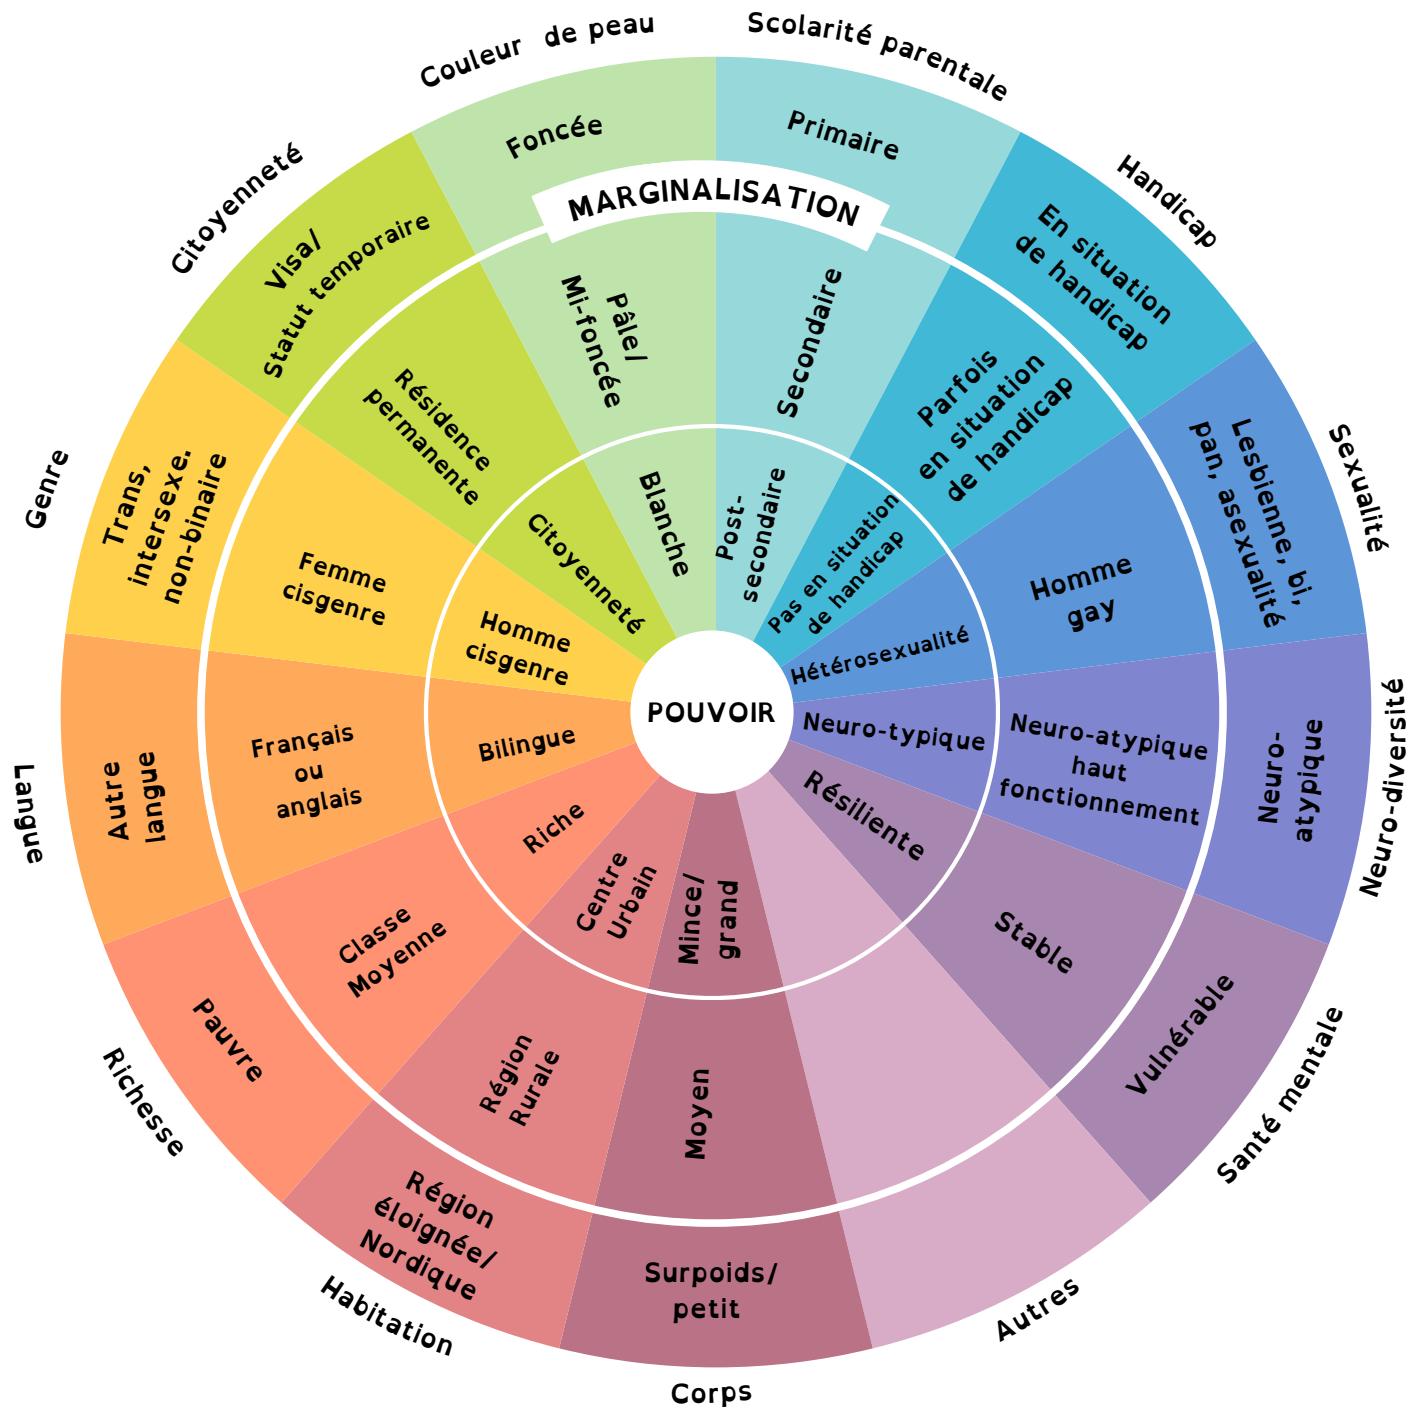 Couleur de peau
Foncée
Pâle/
Mi-foncée
Blanche
Scolarité parentale
Primaire
Secondaire
Post-
secondaire
Handicap
En situation
de handicap
Parfois
en situation
de handicap
Pas en situation
de handicap
Sexualité
Lesbienne, bi,
pan, asexualité
Homme
gay
Hétérosexualité
Neuro-diversité
Neuro-
atypique
Neuro-atypique
haut
fonctionnement
Neuro-typique
Santé mentale
Vulnérable
Stable
Résiliente
Autres
Corps
Surpoids/
petit
Moyen
Mince/
grand
Habitation
Région
éloignée/
Nordique
Région
Rurale
Centre
Urbain
Richesse
Pauvre
Classe
Moyenne
Riche
Langue
Autre
langue
Français
ou
anglais
Bilingue
Genre
Trans,
intersexe.
non-binaire
Femme
cisgenre
Homme
cisgenre
Citoyenneté
Visa/
Statut temporaire
Résidence
permanente
Citoyenneté
MARGINALISATION
POUVOIR